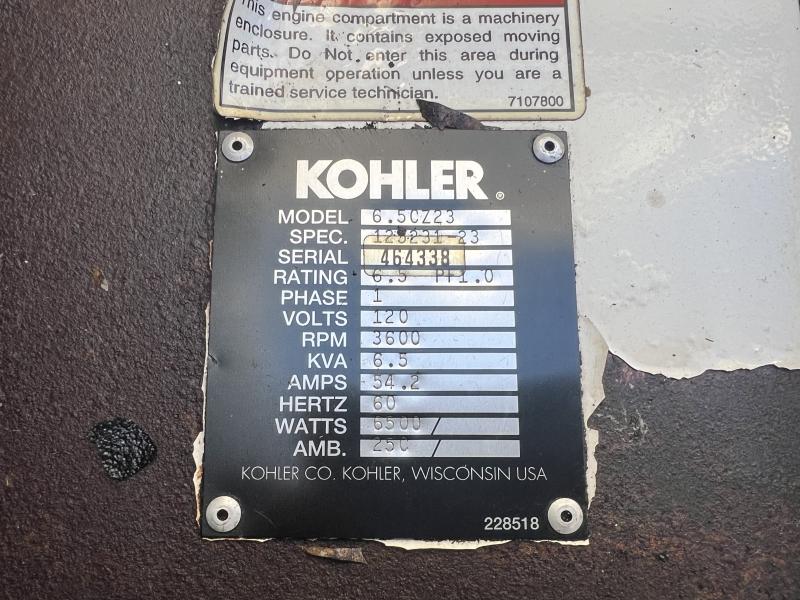 This engine compartment is a machinery
enclosure. It contains exposed moving
parts. Do Not enter this area during
equipment operation unless you are a
trained service technician.
7107800
KOHLER®
MODEL 6.5CZ23
SPEC. 125231-23
SERIAL 464338
RATING 6.5 PF1.0
PHASE 1
VOLTS 120
RPM 3600
KVA 6.5
AMPS 54.2
HERTZ 60
WATTS 6500/
AMB. 25C/
KOHLER CO. KOHLER, WISCONSIN USA
228518